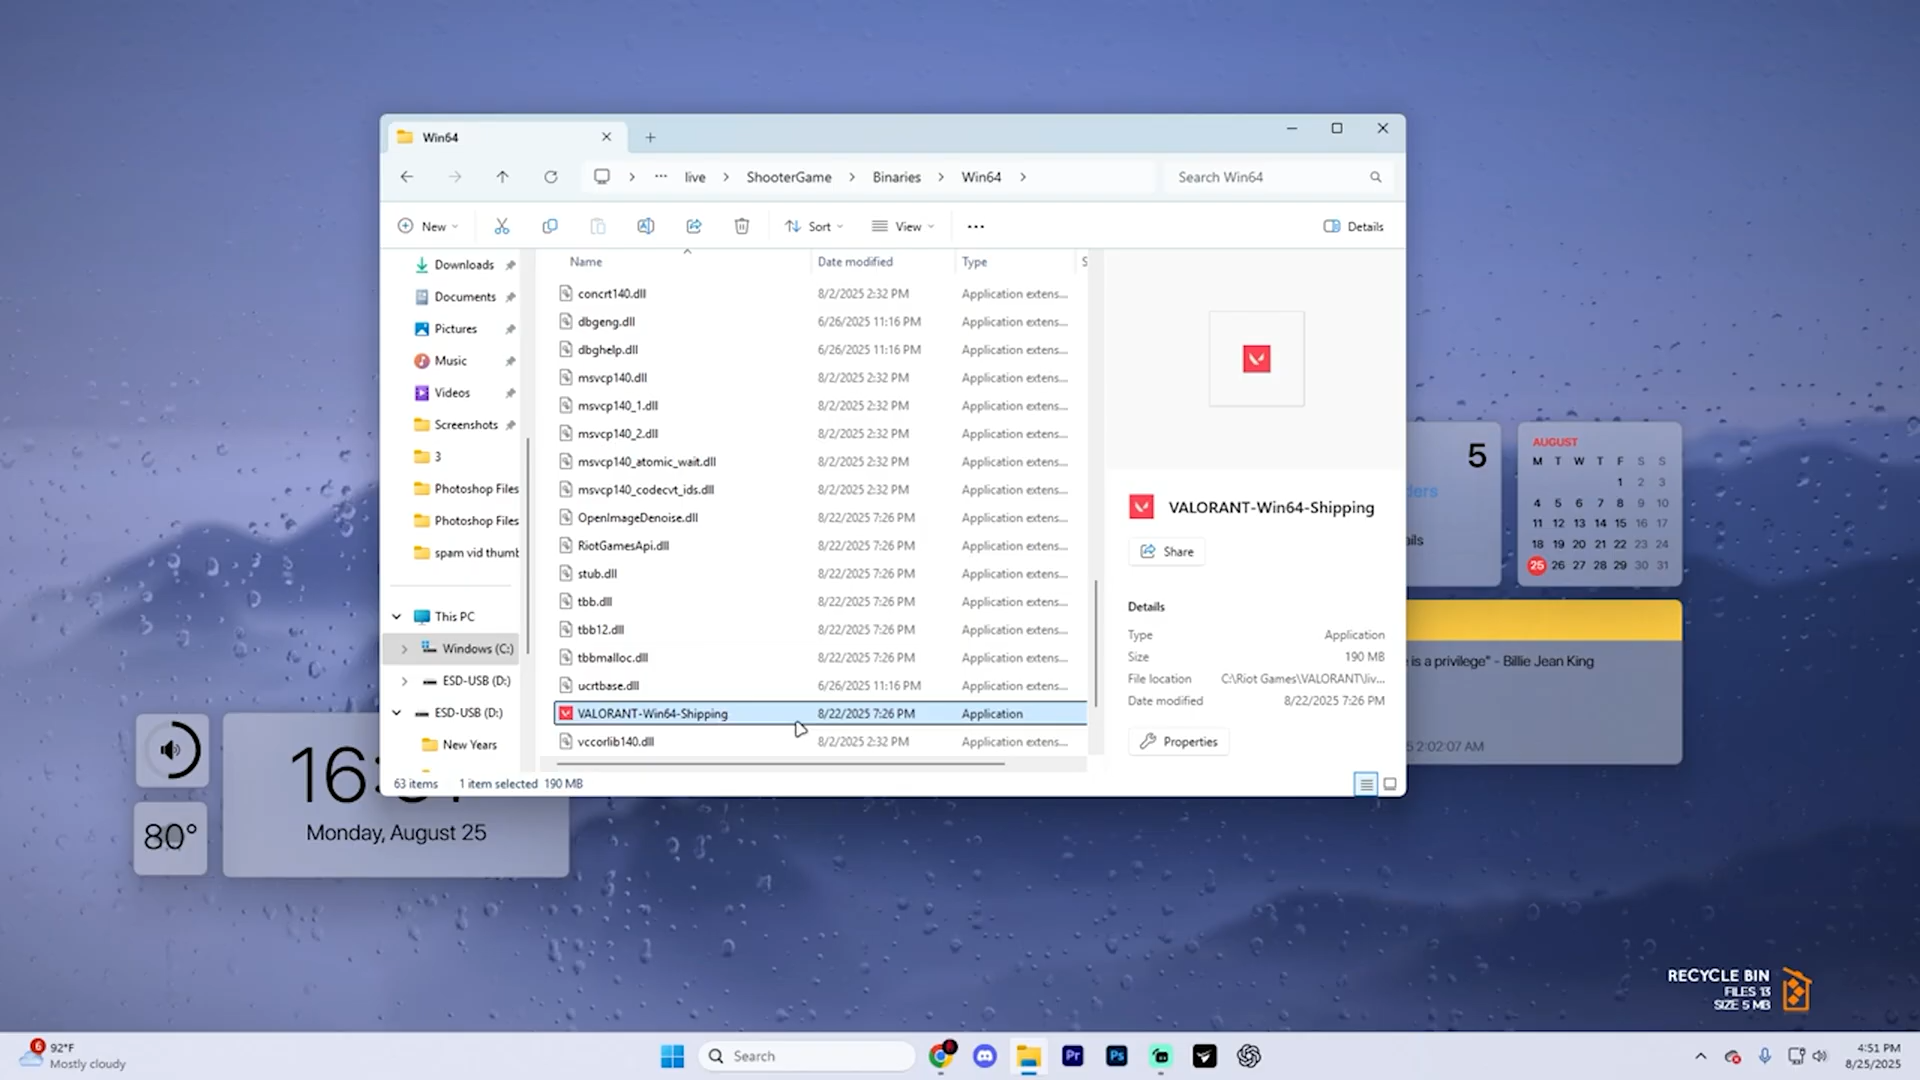 Win64
live
ShooterGame
Binaries
Win64
Search Win64
New
Sort
View
Details
Downloads
Documents
Pictures
Music
Videos
Screenshots
3
Photoshop Files
Photoshop Files
spam vid thumb
This PC
Windows (C:)
ESD-USB (D:)
ESD-USB (D:)
New Years
Name Date modified Type S
concrt140.dll 8/2/2025 2:32 PM Application extens...
dbgeng.dll 6/26/2025 11:16 PM Application extens...
dbghelp.dll 6/26/2025 11:16 PM Application extens...
msvcp140.dll 8/2/2025 2:32 PM Application extens...
msvcp140_1.dll 8/2/2025 2:32 PM Application extens...
msvcp140_2.dll 8/2/2025 2:32 PM Application extens...
msvcp140_atomic_wait.dll 8/2/2025 2:32 PM Application extens...
msvcp140_codecvt_ids.dll 8/2/2025 2:32 PM Application extens...
OpenImageDenoise.dll 8/22/2025 7:26 PM Application extens...
RiotGamesApi.dll 8/22/2025 7:26 PM Application extens...
stub.dll 8/22/2025 7:26 PM Application extens...
tbb.dll 8/22/2025 7:26 PM Application extens...
tbb12.dll 8/22/2025 7:26 PM Application extens...
tbbmalloc.dll 8/22/2025 7:26 PM Application extens...
ucrtbase.dll 6/26/2025 11:16 PM Application extens...
VALORANT-Win64-Shipping 8/22/2025 7:26 PM Application
vccorlib140.dll 8/2/2025 2:32 PM Application extens...
VALORANT-Win64-Shipping
Share
Details
Type Application
Size 190 MB
File location C:\Riot Games\VALORANT\liv...
Date modified 8/22/2025 7:26 PM
Properties
63 items 1 item selected 190 MB
5
AUGUST
M T W T F S S
1 2 3
4 5 6 7 8 9 10
11 12 13 14 15 16 17
18 19 20 21 22 23 24
25 26 27 28 29 30 31
is a privilege" - Billie Jean King
5 2:02:07 AM
16:
Monday, August 25
80°
RECYCLE BIN
FILES 13
SIZE 5 MB
6
92°F
Mostly cloudy
Search
Pr
Ps
4:51 PM
8/25/2025